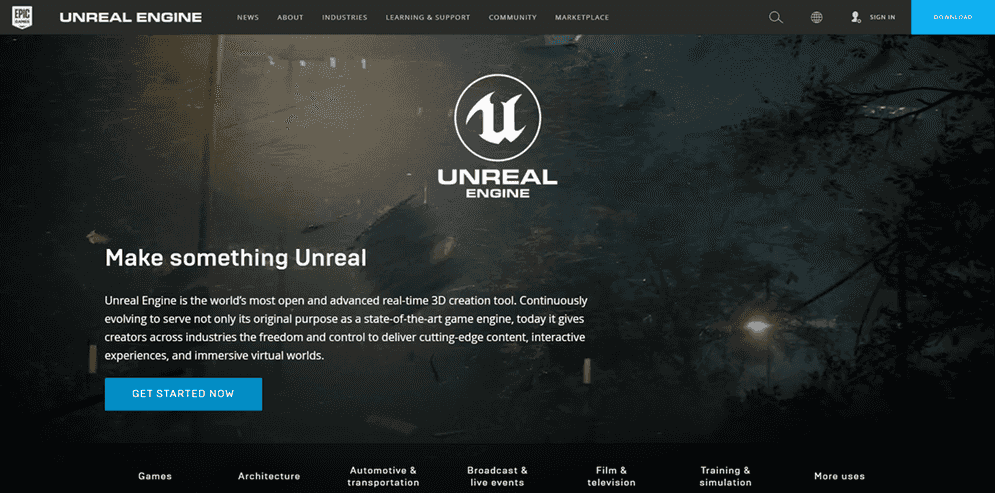 EPIC GAMES
UNREAL ENGINE
NEWS
ABOUT
INDUSTRIES
LEARNING & SUPPORT
COMMUNITY
MARKETPLACE
SIGN IN
DOWNLOAD
UNREAL
ENGINE
Make something Unreal
Unreal Engine is the world’s most open and advanced real-time 3D creation tool. Continuously
evolving to serve not only its original purpose as a state-of-the-art game engine, today it gives
creators across industries the freedom and control to deliver cutting-edge content, interactive
experiences, and immersive virtual worlds.
GET STARTED NOW
Games
Architecture
Automotive &
transportation
Broadcast &
live events
Film &
television
Training &
simulation
More uses